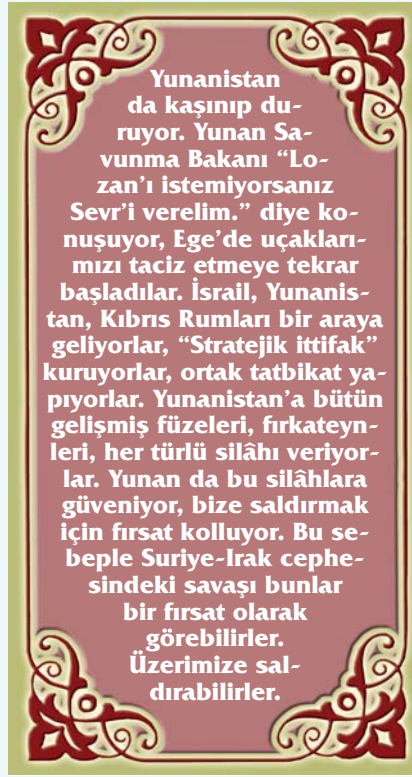 Yunanistan
da kaşınıp du-
ruyor. Yunan Sa-
vunma Bakanı “Lo-
zan’ı istemiyorsanız
Sevr’i verelim.” diye ko-
nuşuyor, Ege’de uçakları-
mızı taciz etmeye tekrar
başladılar. İsrail, Yunanis-
tan, Kıbrıs Rumları bir araya
geliyorlar, “Stratejik ittifak”
kuruyorlar, ortak tatbikat ya-
pıyorlar. Yunanistan’a bütün
gelişmiş füzeleri, fırkateyn-
leri, her türlü silâhı veriyor-
lar. Yunan da bu silâhlara
güveniyor, bize saldırmak
için fırsat kolluyor. Bu se-
beple Suriye-Irak cephe-
sindeki savaşı bunlar
bir fırsat olarak
görebilirler.
Üzerimize sal-
dırabilirler.